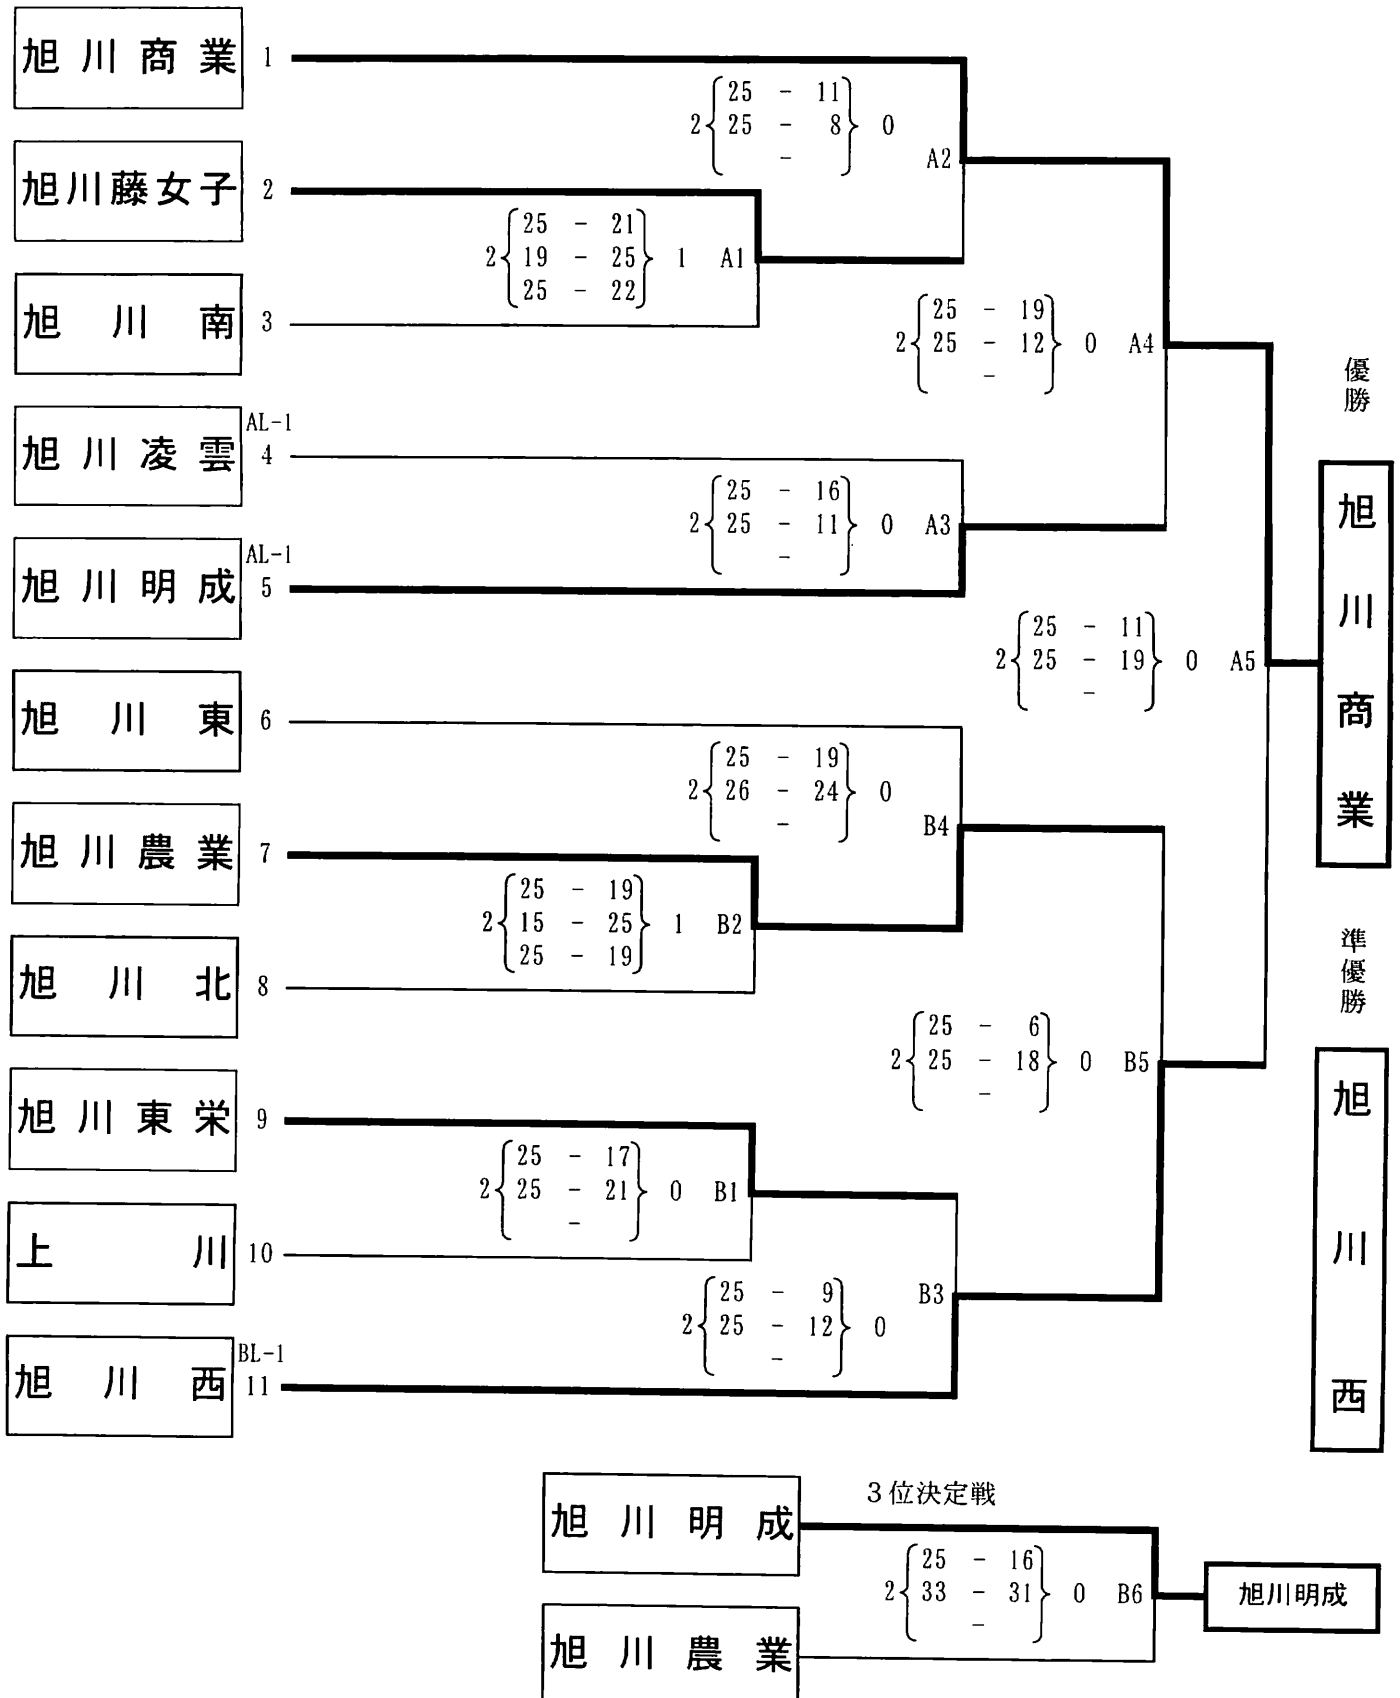 旭川商業 1
25 - 11
2 25 - 8 0
-
A2
旭川藤女子 2
25 - 21
2 19 - 25 1 A1
25 - 22
旭川南 3
25 - 19
2 25 - 12 0 A4
-
AL-1
旭川凌雲 4
25 - 16
2 25 - 11 0 A3
-
AL-1
旭川明成 5
25 - 11
2 25 - 19 0 A5
-
旭川東 6
25 - 19
2 26 - 24 0
-
B4
旭川農業 7
25 - 19
2 15 - 25 1 B2
25 - 19
旭川北 8
25 - 6
2 25 - 18 0 B5
-
旭川東栄 9
25 - 17
2 25 - 21 0 B1
-
上川 10
25 - 9
2 25 - 12 0
-
B3
BL-1
旭川西 11
優勝
旭川商業
準優勝
旭川西
3位決定戦
旭川明成
25 - 16
2 33 - 31 0 B6
-
旭川農業
旭川明成